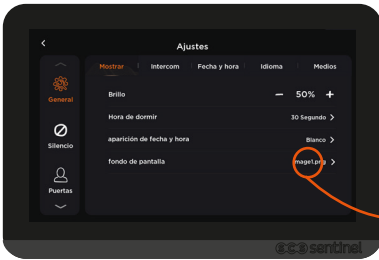 Ajustes
Mostrar Intercom Fecha y hora Idioma Medios
General
Silencio
Puertas
Brillo 50%
Hora de dormir 30 Segundo
aparición de fecha y hora Blanco
fondo de pantalla mage1.png
sentinel